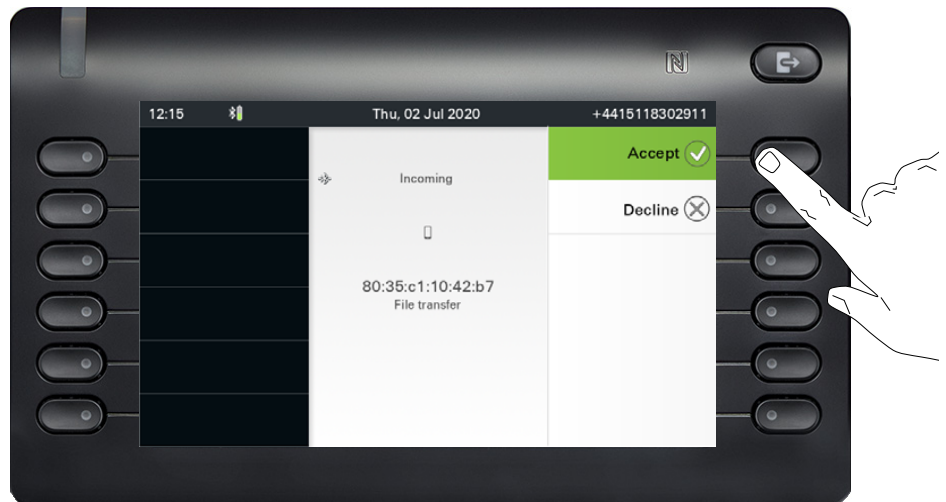 12:15
Thu, 02 Jul 2020
+4415118302911
Accept
Incoming
Decline
80:35:c1:10:42:b7
File transfer